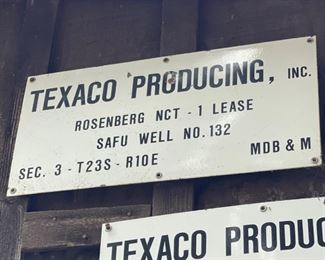 TEXACO PRODUCING, INC.
ROSENBERG NCT - 1 LEASE
SAFU WELL NO. 132
SEC. 3 - T23S - R10E MDB & M
TEXACO PRODUC